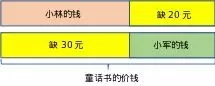 小林的钱 缺 20 元
缺 30 元 小军的钱
童话书的价钱